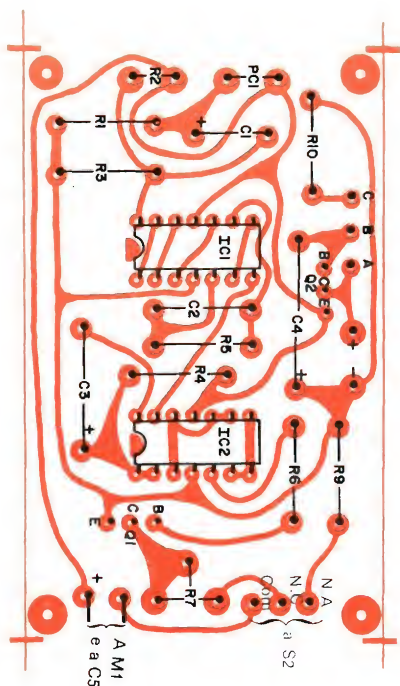 R2
PC1
R1
+
C1
R3
R10
C
B
A
IC1
B
C
E
Q2
+
-
C2
R5
C4
+
R4
C3
+
IC2
R6
R9
B
C
Q1
E
R7
N.A
N.C
Com
a S2
+
A M1
e a C5